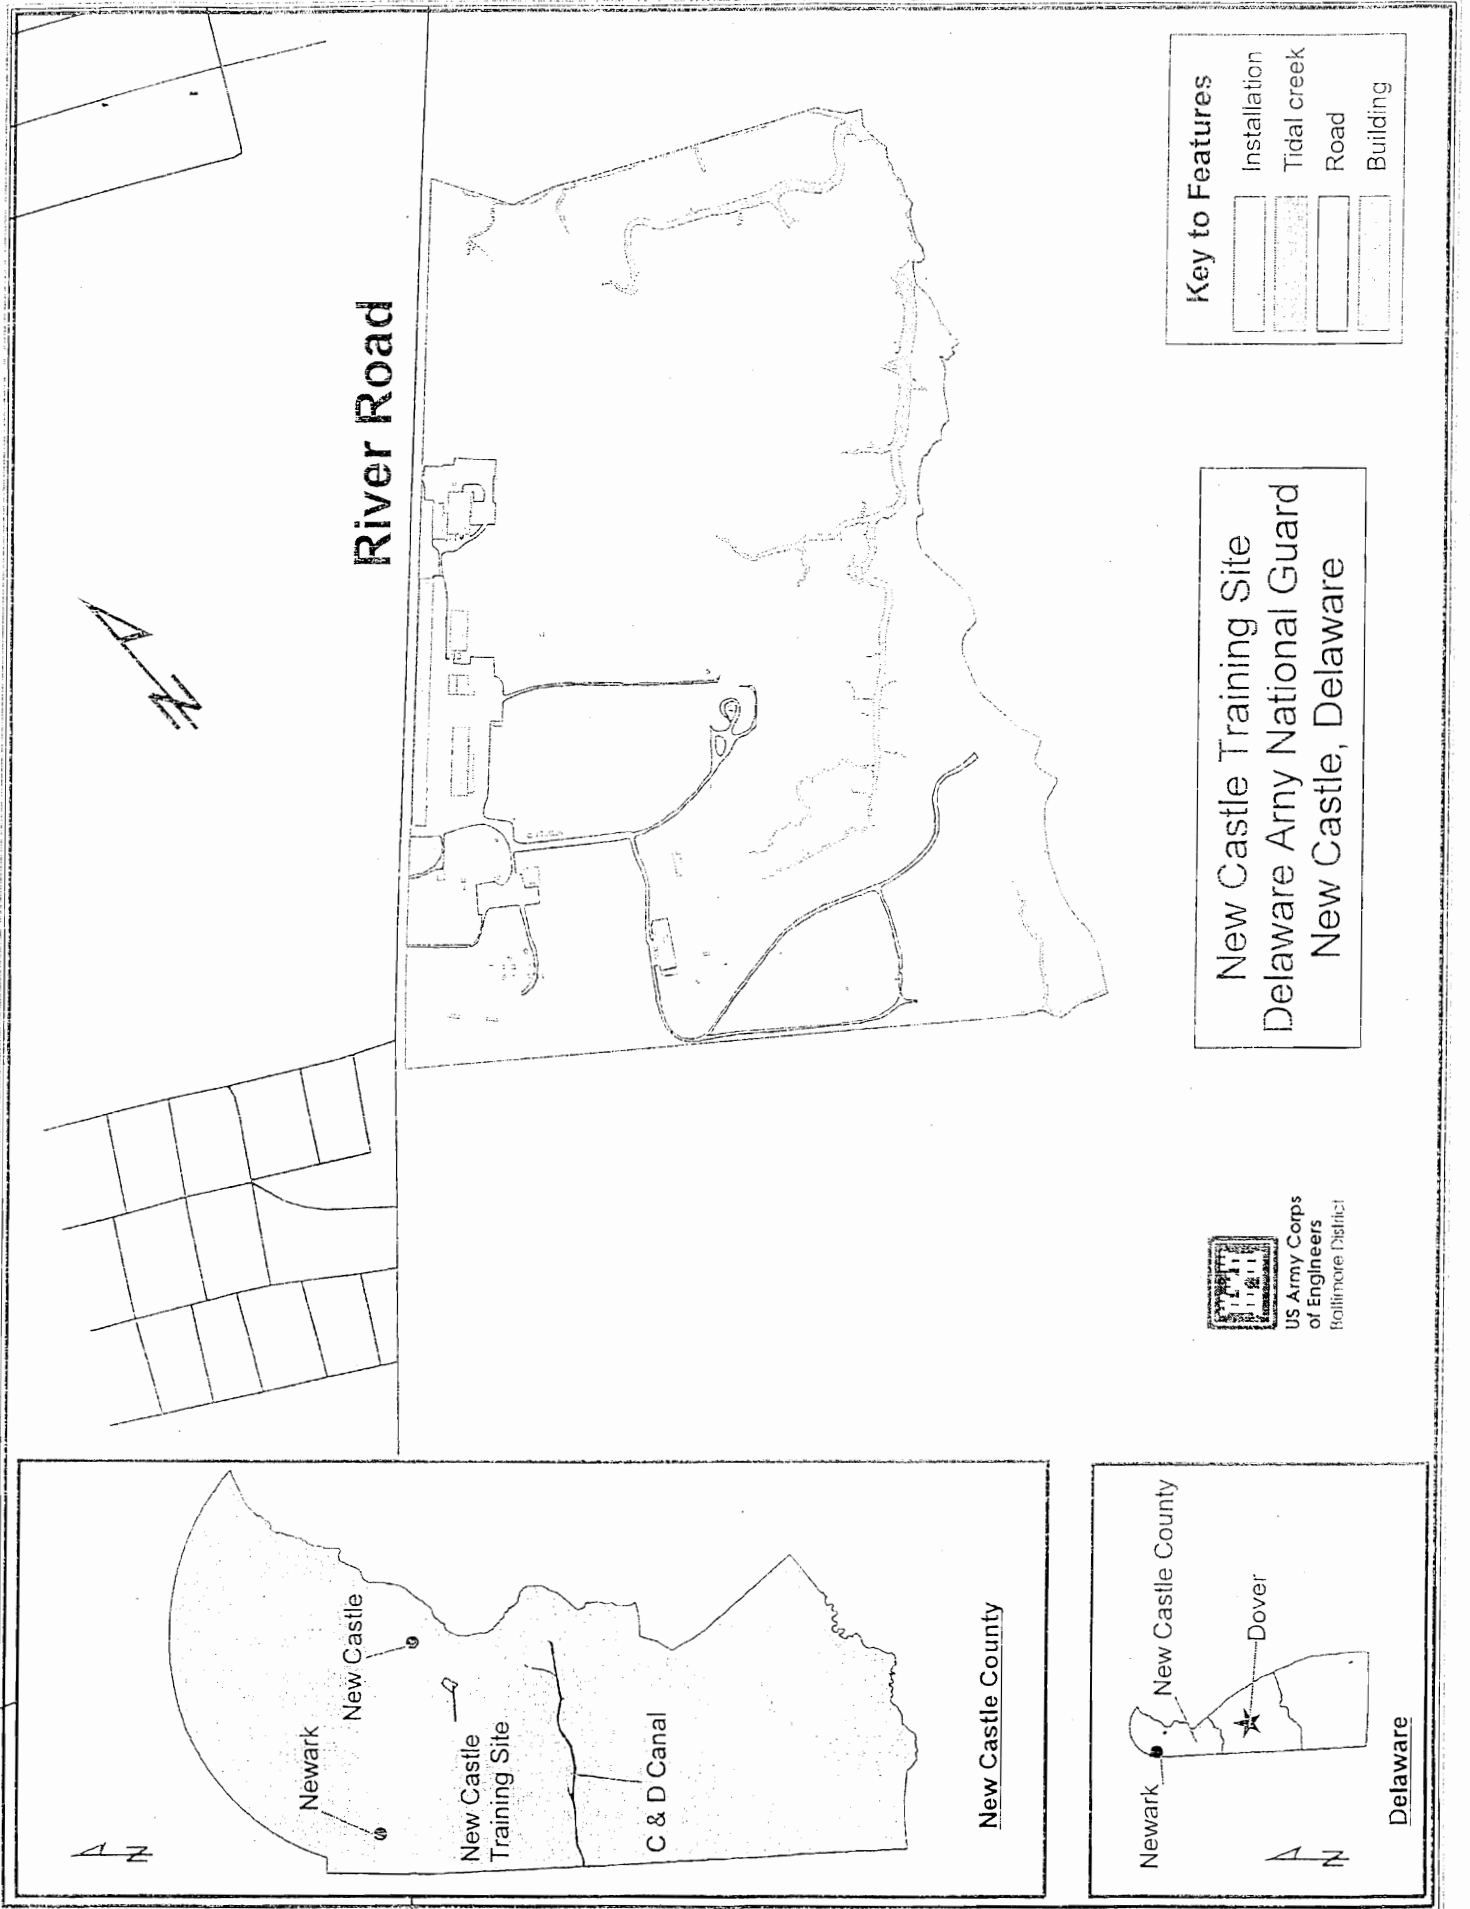 River Road
N
Key to Features
Installation
Tidal creek
Road
Building
New Castle Training Site
Delaware Arny National Guard
New Castle, Delaware
US Army Corps
of Engineers
Baltimore District
Newark
New Castle
New Castle
Training Site
C & D Canal
New Castle County
N
Newark
New Castle County
Dover
Delaware
N